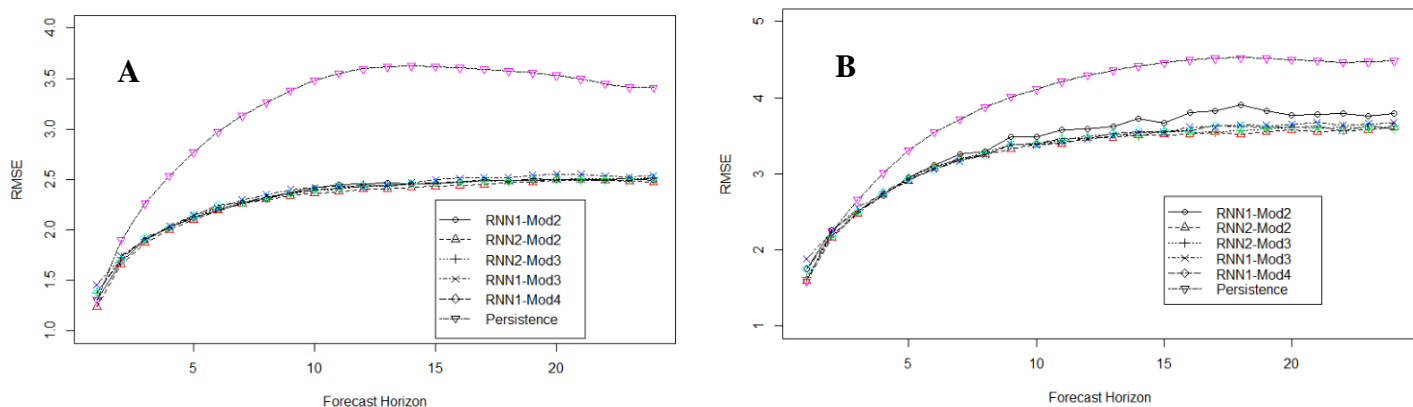 A
RMSE
4.0
3.5
3.0
2.5
2.0
1.5
1.0
5
10
15
20
Forecast Horizon
RNN1-Mod2
RNN2-Mod2
RNN2-Mod3
RNN1-Mod3
RNN1-Mod4
Persistence
B
RMSE
5
4
3
2
1
5
10
15
20
Forecast Horizon
RNN1-Mod2
RNN2-Mod2
RNN2-Mod3
RNN1-Mod3
RNN1-Mod4
Persistence